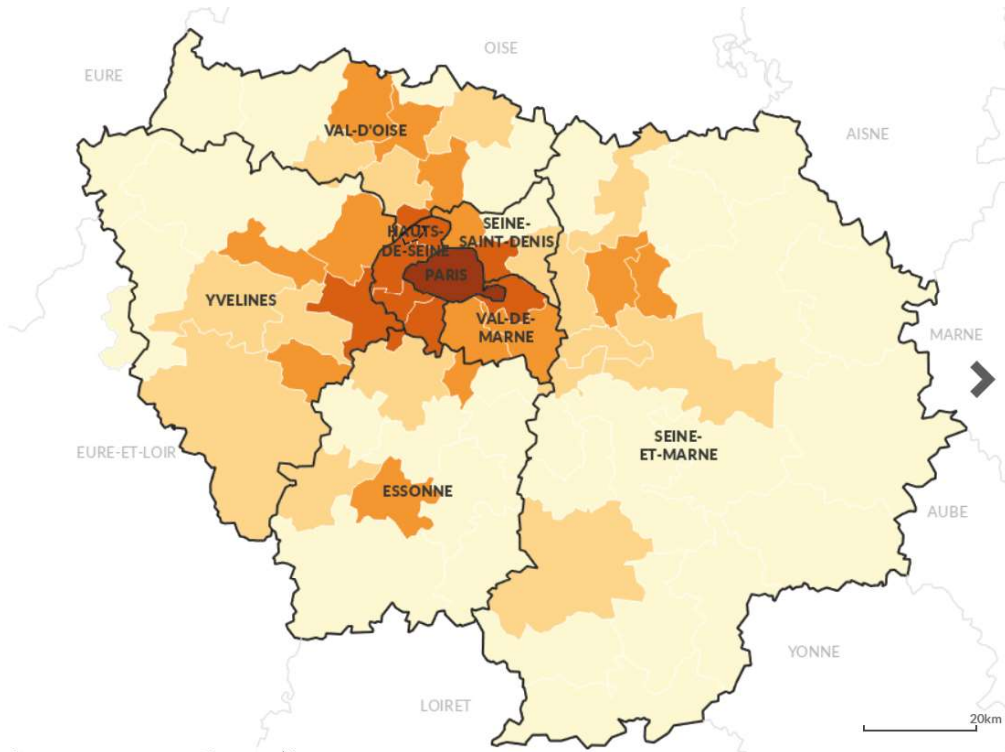 OISE
EURE
VAL-D'OISE
AISNE
HAUTS-
DE-SEINE
SEINE-
SAINT-DENIS
PARIS
YVELINES
VAL-DE-
MARNE
MARNE
SEINE-
ET-MARNE
EURE-ET-LOIR
ESSONNE
AUBE
YONNE
LOIRET
20km